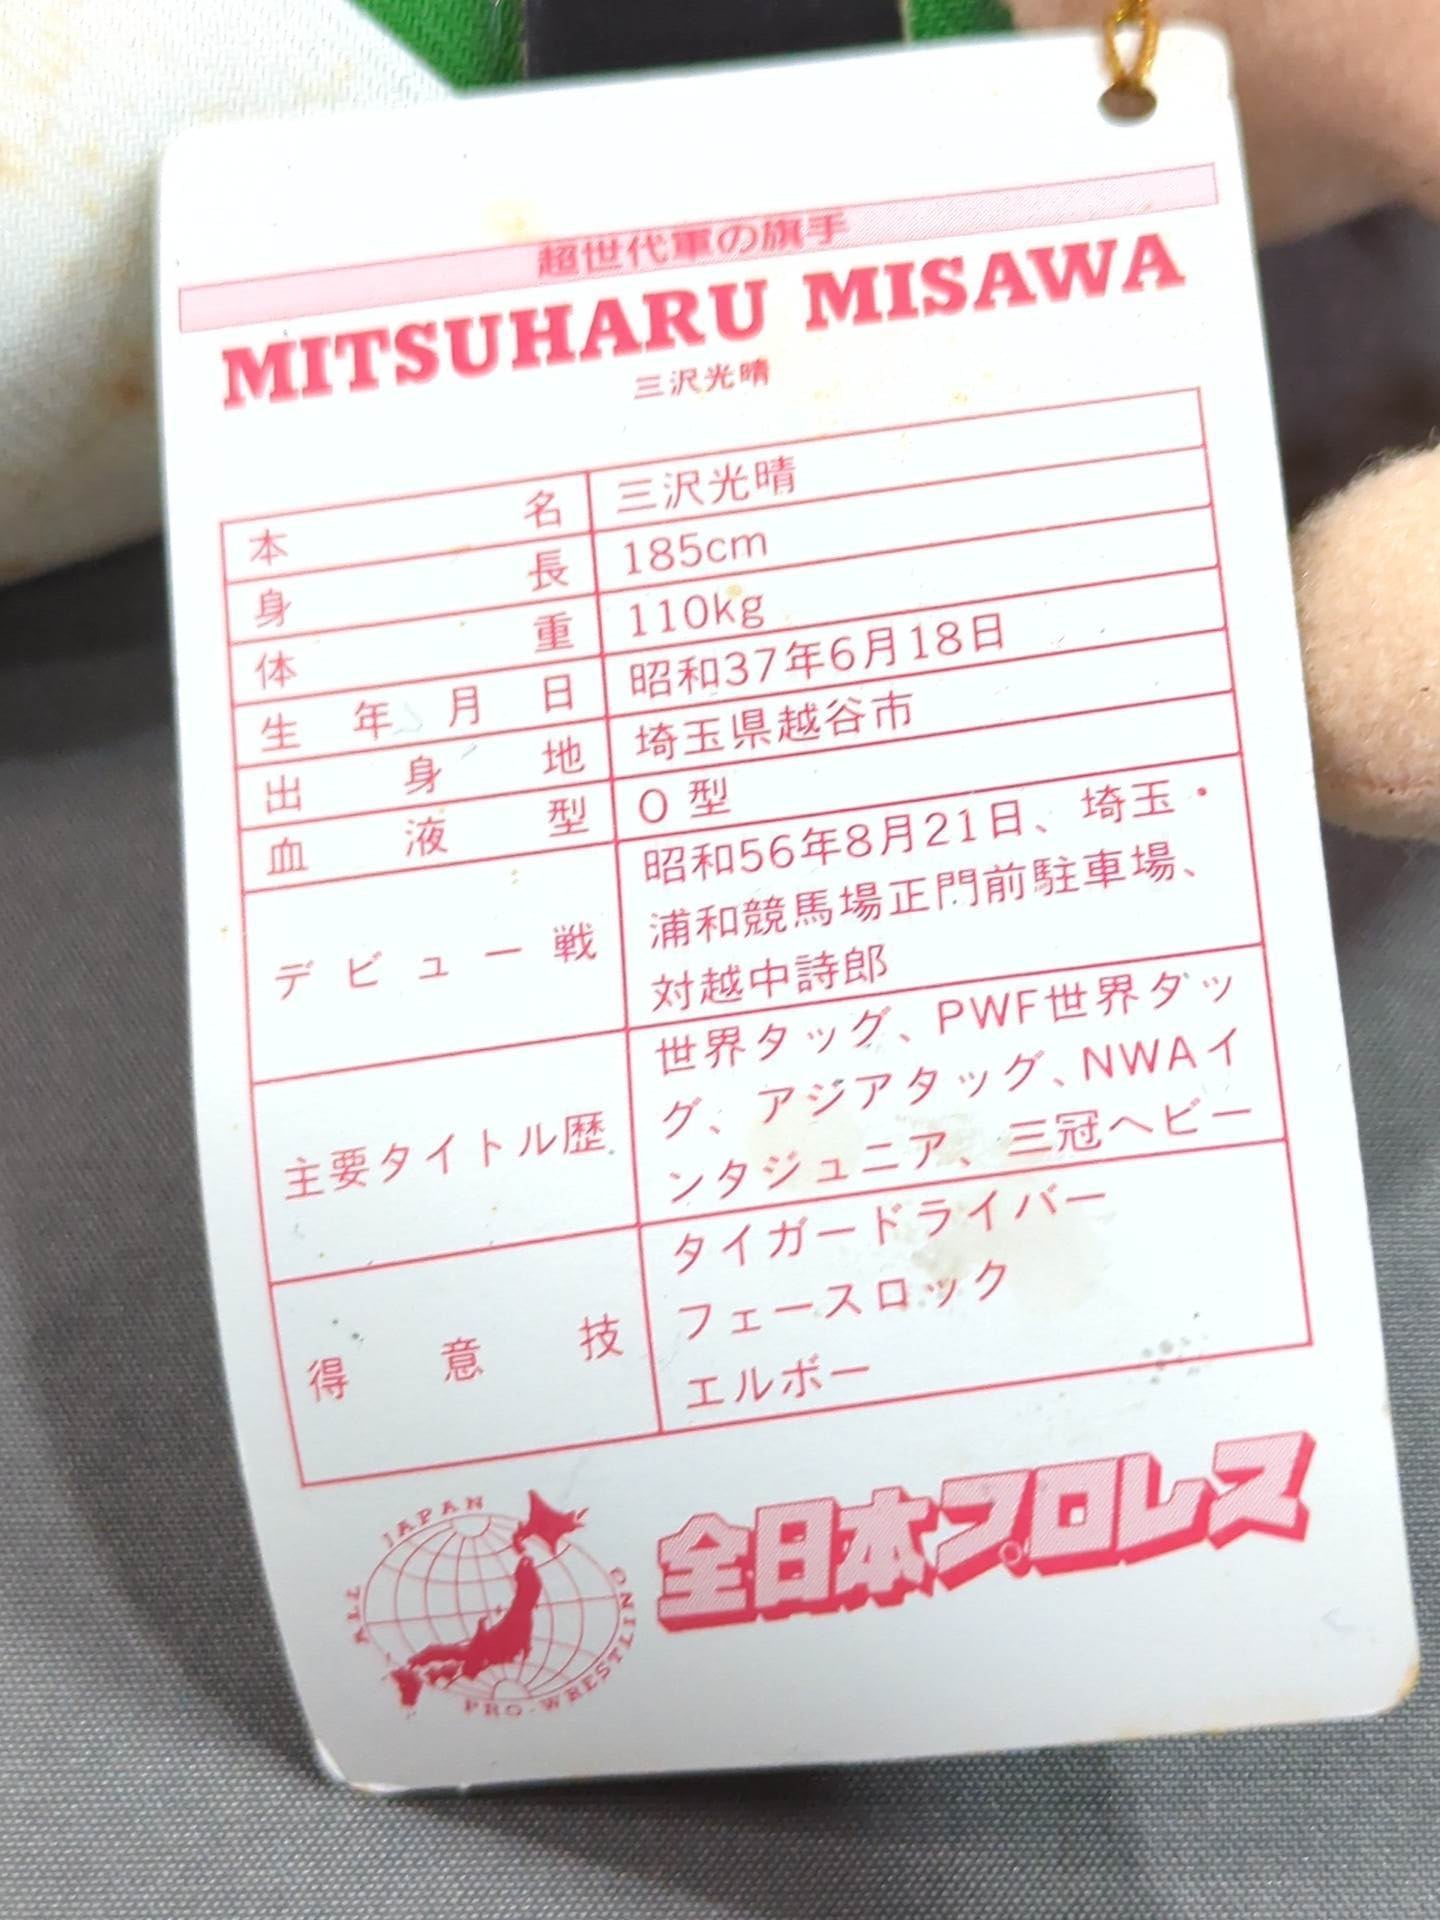 超世代軍の旗手
MITSUHARU MISAWA
三沢光晴
本名 三沢光晴
身長 185cm
体重 110kg
生年月日 昭和37年6月18日
出身地 埼玉県越谷市
血液型 O型
デビュー戦 昭和56年8月21日、埼玉・
浦和競馬場正門前駐車場、
対越中詩郎
主要タイトル歴 世界タッグ、PWF世界タッ
グ、アジアタッグ、NWAイ
ンタジュニア、三冠ヘビー
得意技 タイガードライバー
フェースロック
エルボー
ALL JAPAN PRO-WRESTLING
全日本プロレス